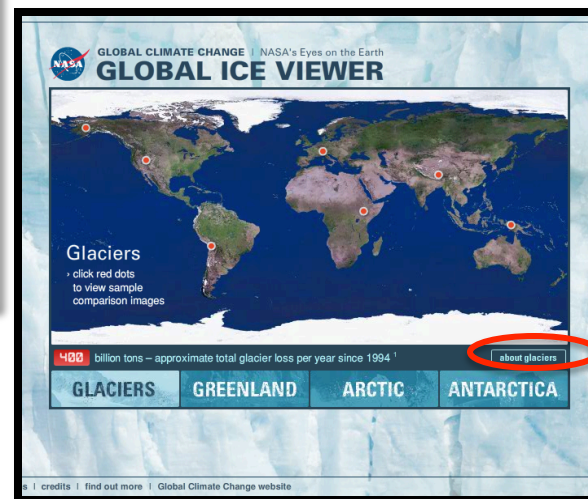 NASA
GLOBAL CLIMATE CHANGE | NASA's Eyes on the Earth
GLOBAL ICE VIEWER
Glaciers
› click red dots
to view sample
comparison images
400 billion tons – approximate total glacier loss per year since 1994 ¹
about glaciers
GLACIERS GREENLAND ARCTIC ANTARCTICA
s | credits | find out more | Global Climate Change website